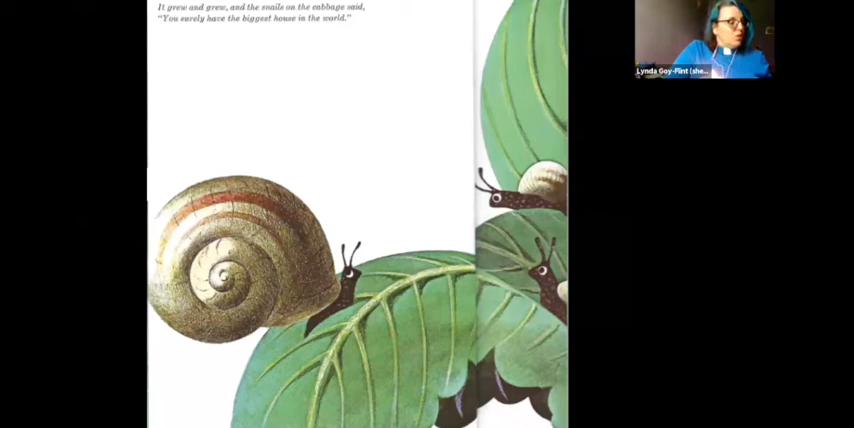 It grew and grew, and the snails on the cabbage said,
"You surely have the biggest house in the world."
Lynda Goy-Flint (she...